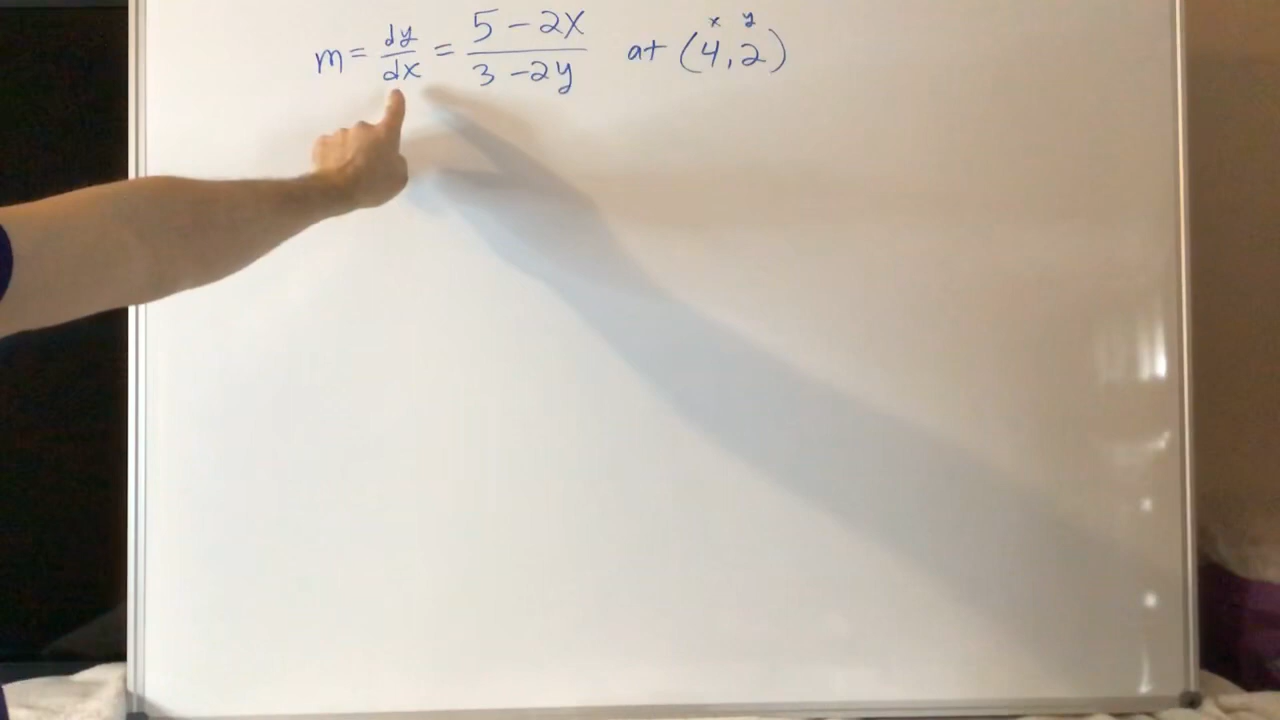 x y
m = dy/dx = (5 - 2x)/(3 - 2y) at (4, 2)